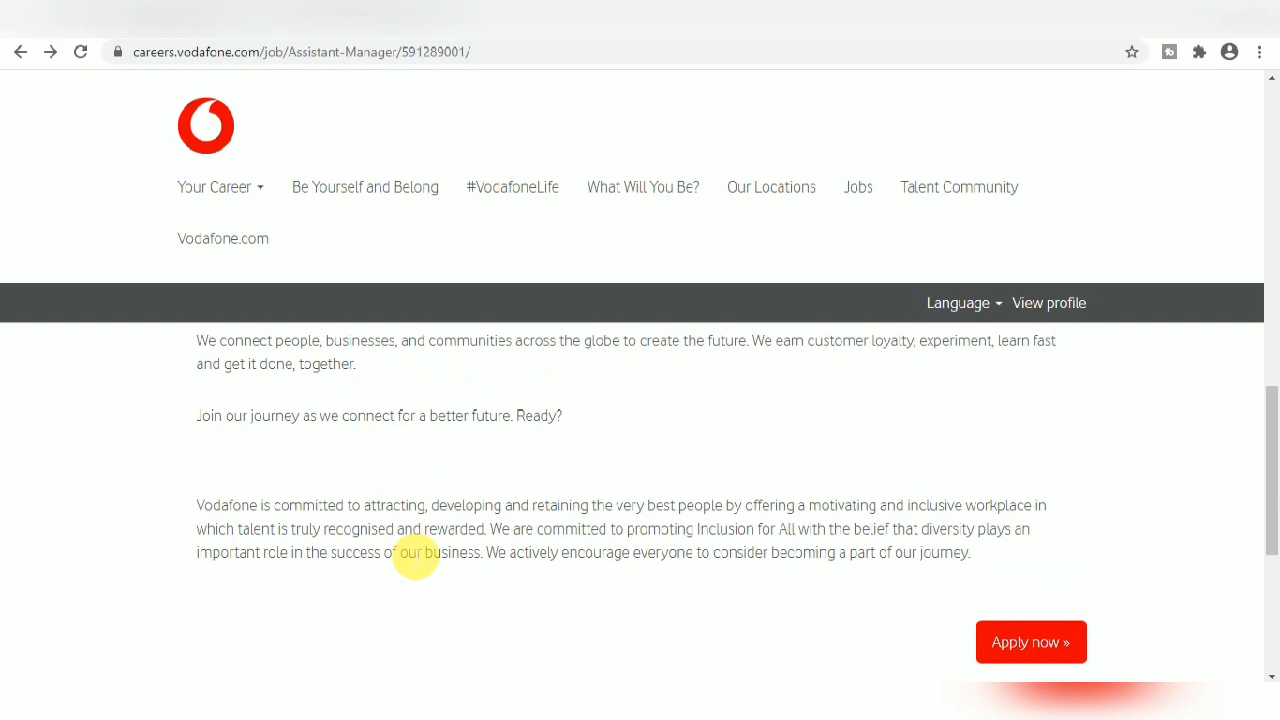 careers.vodafone.com/job/Assistant-Manager/591289001/
Your Career
Be Yourself and Belong
#VocafoneLife
What Will You Be?
Our Locations
Jobs
Talent Community
Vodafone.com
Language
View profile
We connect people, businesses, and communities across the globe to create the future. We earn customer loyalty, experiment, learn fast
and get it done, together.
Join our journey as we connect for a better future. Ready?
Vodafone is committed to attracting, developing and retaining the very best people by offering a motivating and inclusive workplace in
which talent is truly recognised and rewarded. We are committed to promoting Inclusion for All with the belief that diversity plays an
important role in the success of our business. We actively encourage everyone to consider becoming a part of our journey.
Apply now »